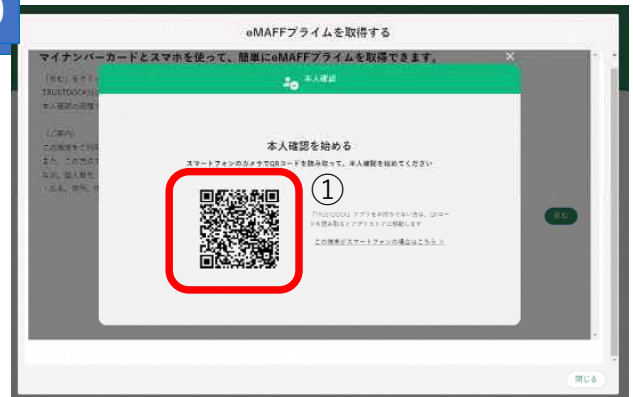 eMAFFプライムを取得する
マイナンバーカードとスマホを使って、簡単にeMAFFプライムを取得できます。
本人確認
本人確認を始める
スマートフォンのカメラでQRコードを読み取って、本人確認を始めてください
①
「TRUSTDOCK」アプリをお持ちでない方は、QRコー
ドを読み取るとアプリストアに移動します
この端末がスマートフォンの場合はこちら >
進む
閉じる